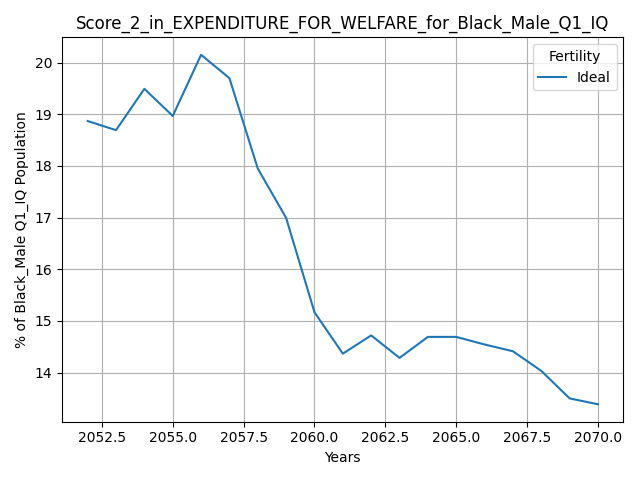 Score_2_in_EXPENDITURE_FOR_WELFARE_for_Black_Male_Q1_IQ
Fertility
Ideal
% of Black_Male Q1_IQ Population
20
19
18
17
16
15
14
2052.5 2055.0 2057.5 2060.0 2062.5 2065.0 2067.5 2070.0
Years